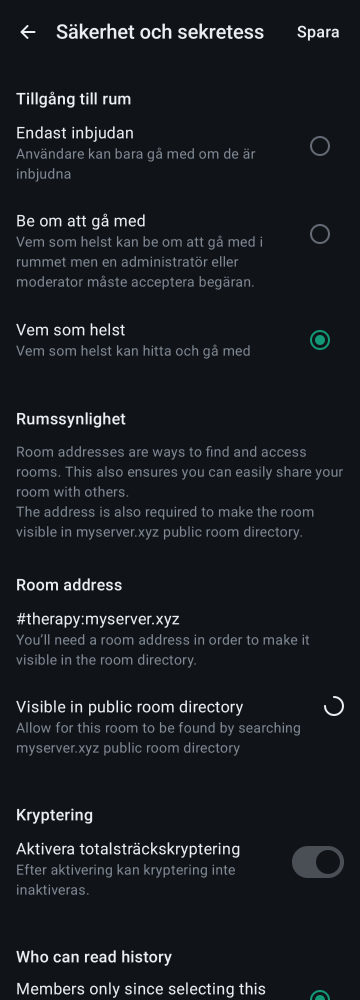 Säkerhet och sekretess
Spara
Tillgång till rum
Endast inbjudan
Användare kan bara gå med om de är
inbjudna
Be om att gå med
Vem som helst kan be om att gå med i
rummet men en administratör eller
moderator måste acceptera begäran.
Vem som helst
Vem som helst kan hitta och gå med
Rumssynlighet
Room addresses are ways to find and access
rooms. This also ensures you can easily share your
room with others.
The address is also required to make the room
visible in myserver.xyz public room directory.
Room address
#therapy:myserver.xyz
You’ll need a room address in order to make it
visible in the room directory.
Visible in public room directory
Allow for this room to be found by searching
myserver.xyz public room directory
Kryptering
Aktivera totalsträckskryptering
Efter aktivering kan kryptering inte
inaktiveras.
Who can read history
Members only since selecting this